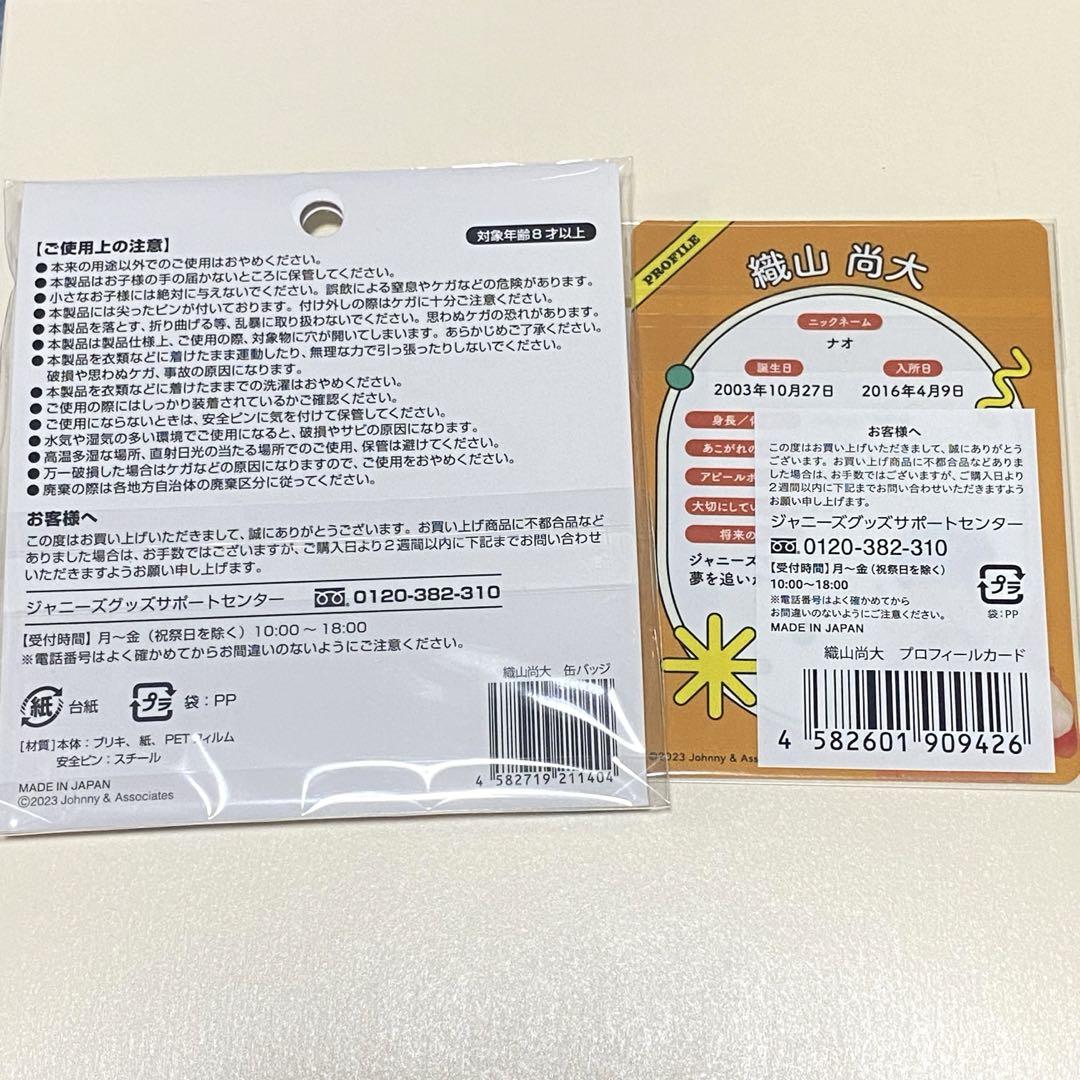 【ご使用上の注意】
対象年齢8才以上
●本来の用途以外でのご使用はおやめください。
●本製品はお子様の手の届かないところに保管してください。
●小さなお子様には絶対に与えないでください。誤飲による窒息やケガなどの危険があります。
●本製品には尖ったピンが付いております。付け外しの際はケガに十分ご注意ください。
●本製品を落とす、折り曲げる等、乱暴に取り扱わないでください。思わぬケガの恐れがあります。
●本製品は製品仕様上、ご使用の際、対象物に穴が開いてしまいます。あらかじめご了承ください。
●本製品を衣類などに着けたまま運動したり、無理な力で引っ張ったりしないでください。
破損や思わぬケガ、事故の原因になります。
●本製品を衣類などに着けたままでの洗濯はおやめください。
●ご使用の際にはしっかり装着されているかご確認ください。
●ご使用にならないときは、安全ピンに気を付けて保管してください。
●水気や湿気の多い環境でご使用になると、破損やサビの原因になります。
●高温多湿な場所、直射日光の当たる場所でのご使用、保管は避けてください。
●万一破損した場合はケガなどの原因になりますので、ご使用をおやめください。
●廃棄の際は各地方自治体の廃棄区分に従ってください。
お客様へ
この度はお買い上げいただきまして、誠にありがとうございます。お買い上げ商品に不都合品など
ありました場合は、お手数ではございますが、ご購入日より2週間以内に下記までお問い合わせ
いただきますようお願い申し上げます。
ジャニーズグッズサポートセンター 0120-382-310
【受付時間】月～金（祝祭日を除く）10:00～18:00
※電話番号はよく確かめてからお間違いのないようにご注意ください。
紙 台紙 プラ 袋：PP
[材質]本体：ブリキ、紙、PETフィルム
安全ピン：スチール
MADE IN JAPAN
©2023 Johnny & Associates
織山尚大 缶バッジ
4 582719 211404
PROFILE
織山 尚大
ニックネーム
ナオ
誕生日 入所日
2003年10月27日 2016年4月9日
身長／
あこがれの
アピールポ
大切にしてい
将来の
ジャニーズ
夢を追い
©2023 Johnny & Ass
お客様へ
この度はお買い上げいただきまして、誠にありがとう
ございます。お買い上げ商品に不都合品などありま
した場合は、お手数ではございますが、ご購入日より
2週間以内に下記までお問い合わせいただきますよう
お願い申し上げます。
ジャニーズグッズサポートセンター
0120-382-310
【受付時間】月～金（祝祭日を除く）
10:00～18:00
※電話番号はよく確かめてから
お間違いのないようにご注意ください。
MADE IN JAPAN
プラ
袋：PP
織山尚大 プロフィールカード
4 582601 909426